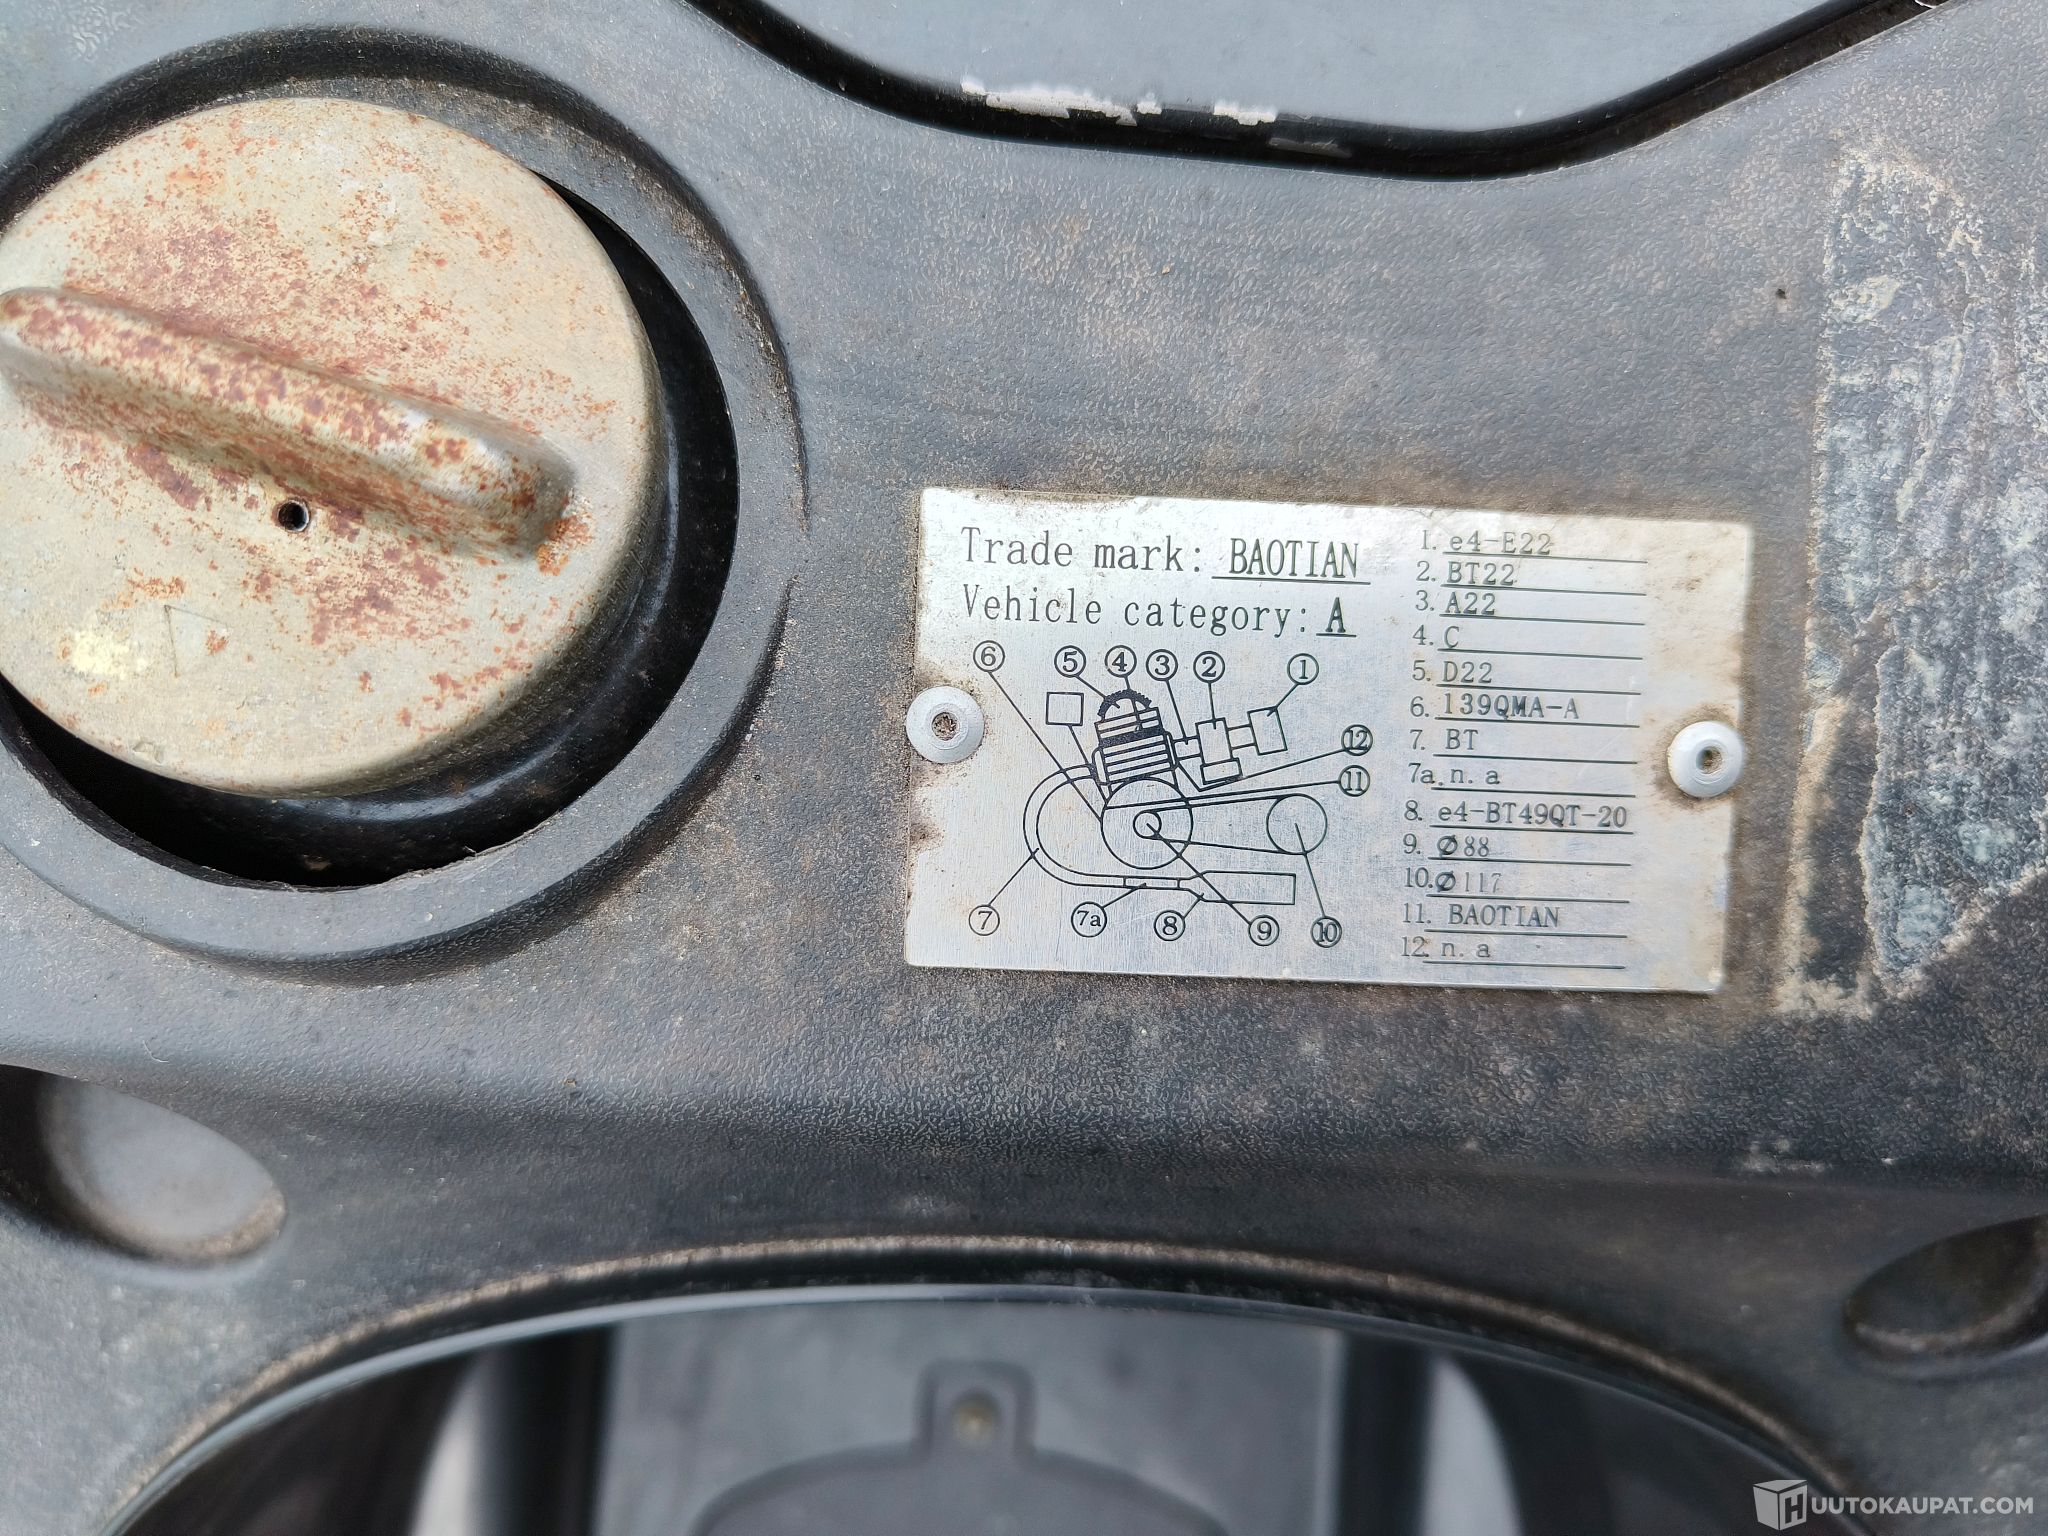 Trade mark: BAOTIAN
Vehicle category: A
⑥ ⑤ ④ ③ ② ①
⑫
⑪
⑦ 7a ⑧ ⑨ ⑩
1. e4-E22
2. BT22
3. A22
4. C
5. D22
6. 139QMA-A
7. BT
7a. n. a
8. e4-BT49QT-20
9. Ø88
10. Ø117
11. BAOTIAN
12. n. a
HUUTOKAUPAT.COM